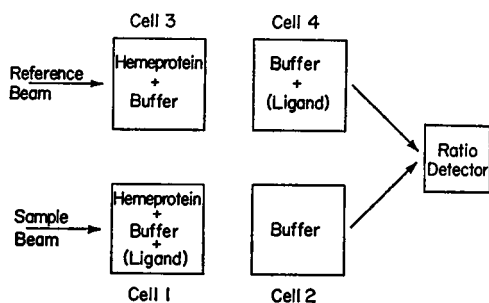 Cell 3
Cell 4
Reference
Beam
Hemeprotein
+
Buffer
Buffer
+
(Ligand)
Ratio
Detector
Sample
Beam
Hemeprotein
+
Buffer
+
(Ligand)
Buffer
Cell 1
Cell 2